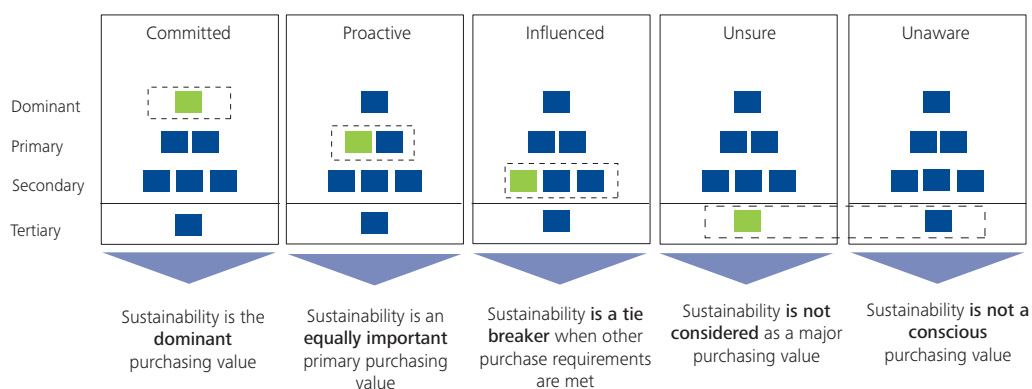 Committed
Proactive
Influenced
Unsure
Unaware
Dominant
Primary
Secondary
Tertiary
Sustainability is the
dominant
purchasing value
Sustainability is an
equally important
primary purchasing
value
Sustainability is a tie
breaker when other
purchase requirements
are met
Sustainability is not
considered as a major
purchasing value
Sustainability is not a
conscious
purchasing value